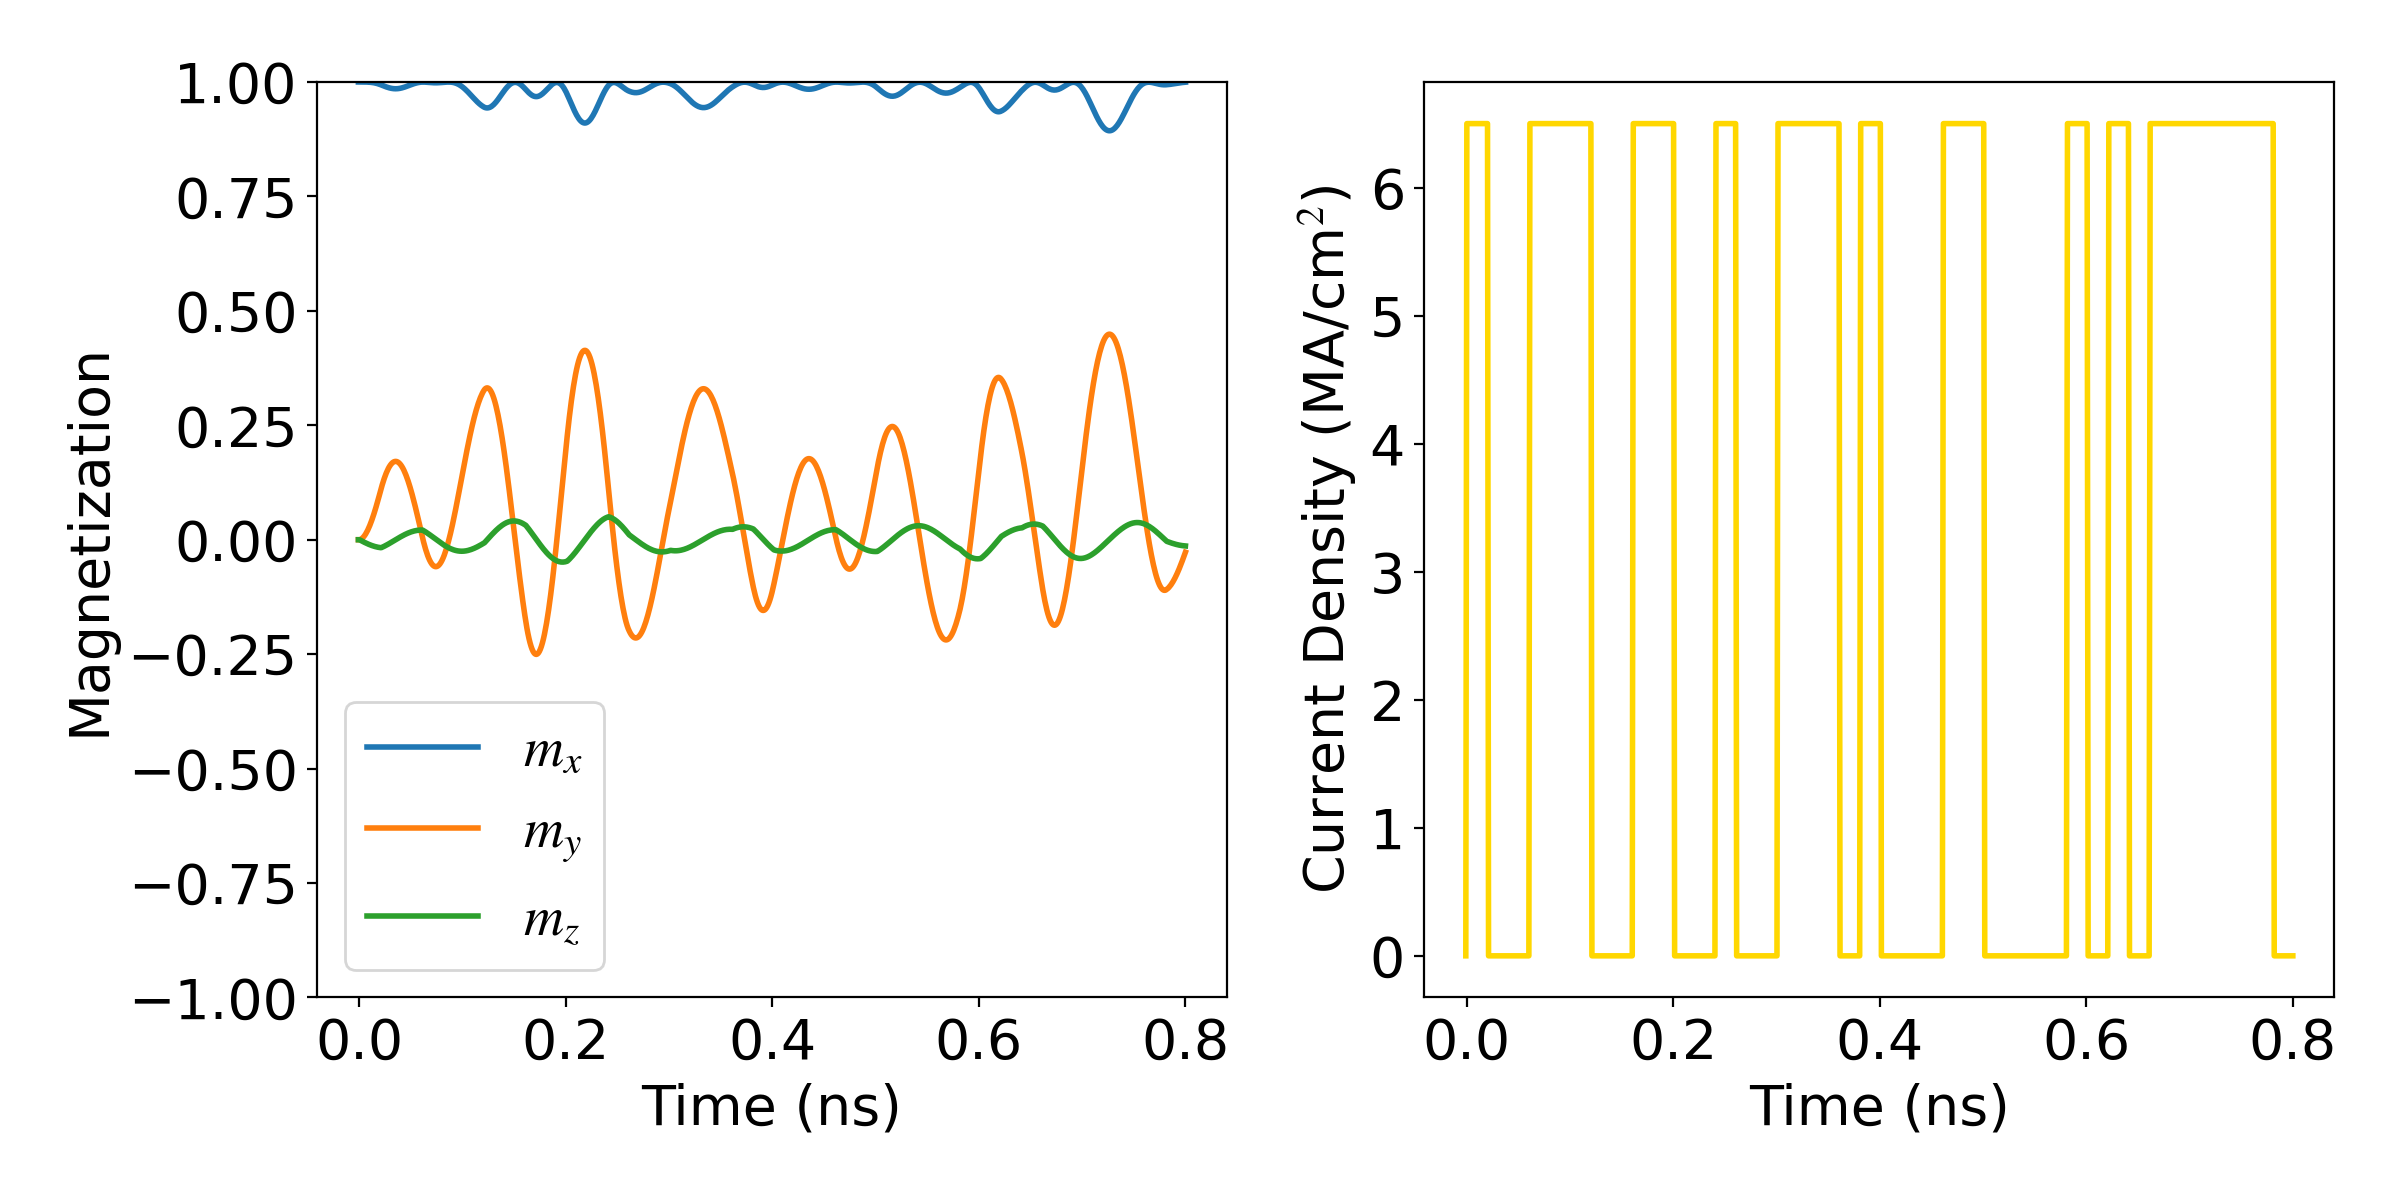 1.00
0.75
0.50
0.25
0.00
−0.25
−0.50
−0.75
−1.00
Magnetization
m_x
m_y
m_z
0.0 0.2 0.4 0.6 0.8
Time (ns)
6
5
4
3
2
1
0
Current Density (MA/cm²)
0.0 0.2 0.4 0.6 0.8
Time (ns)